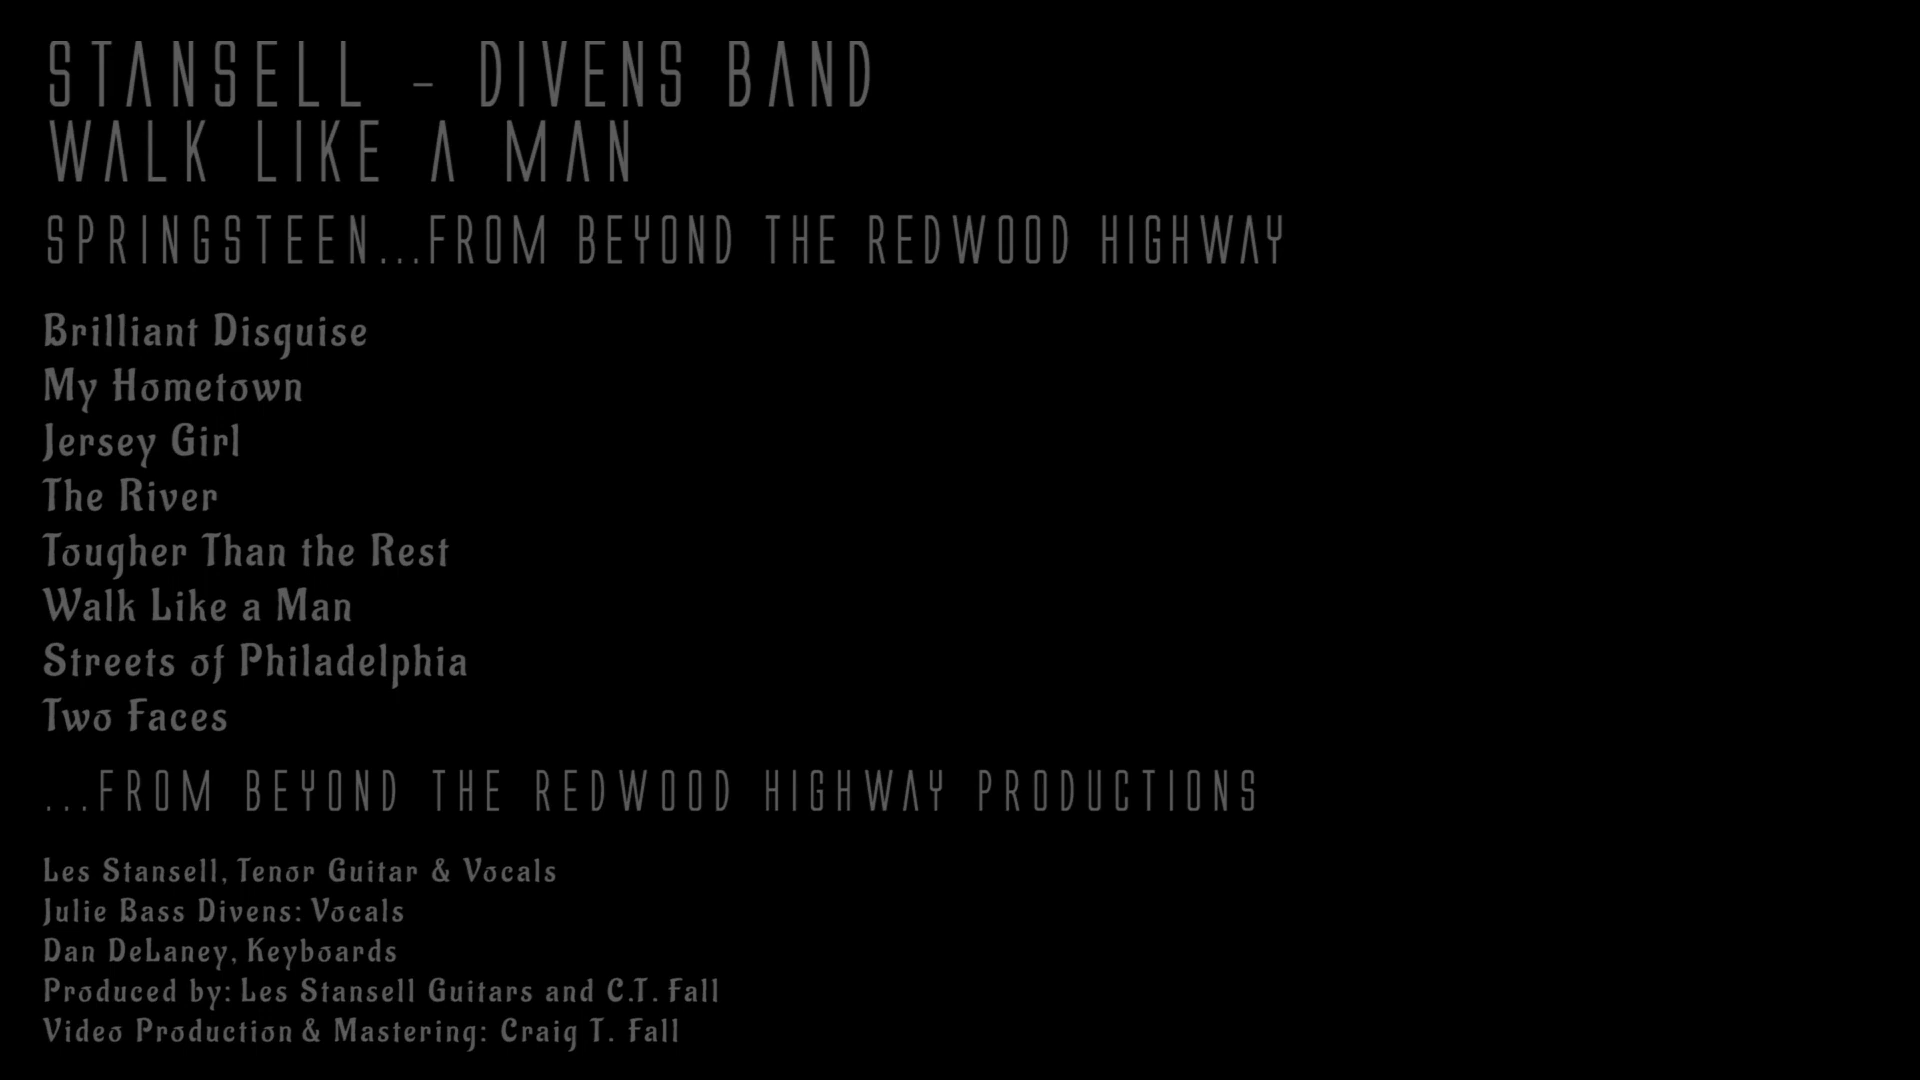 STANSELL - DIVENS BAND
WALK LIKE A MAN
SPRINGSTEEN...FROM BEYOND THE REDWOOD HIGHWAY
Brilliant Disguise
My Hometown
Jersey Girl
The River
Tougher Than the Rest
Walk Like a Man
Streets of Philadelphia
Two Faces
...FROM BEYOND THE REDWOOD HIGHWAY PRODUCTIONS
Les Stansell, Tenor Guitar & Vocals
Julie Bass Divens: Vocals
Dan DeLaney, Keyboards
Produced by: Les Stansell Guitars and C.T. Fall
Video Production & Mastering: Craig T. Fall